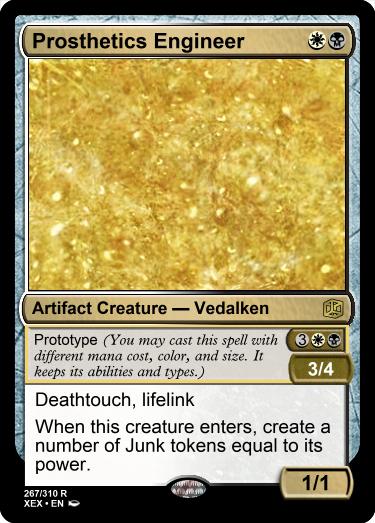 Prosthetics Engineer
Artifact Creature — Vedalken
Prototype (You may cast this spell with 3
different mana cost, color, and size. It
keeps its abilities and types.) 3/4
Deathtouch, lifelink
When this creature enters, create a
number of Junk tokens equal to its
power.
1/1
267/310 R
XEX • EN